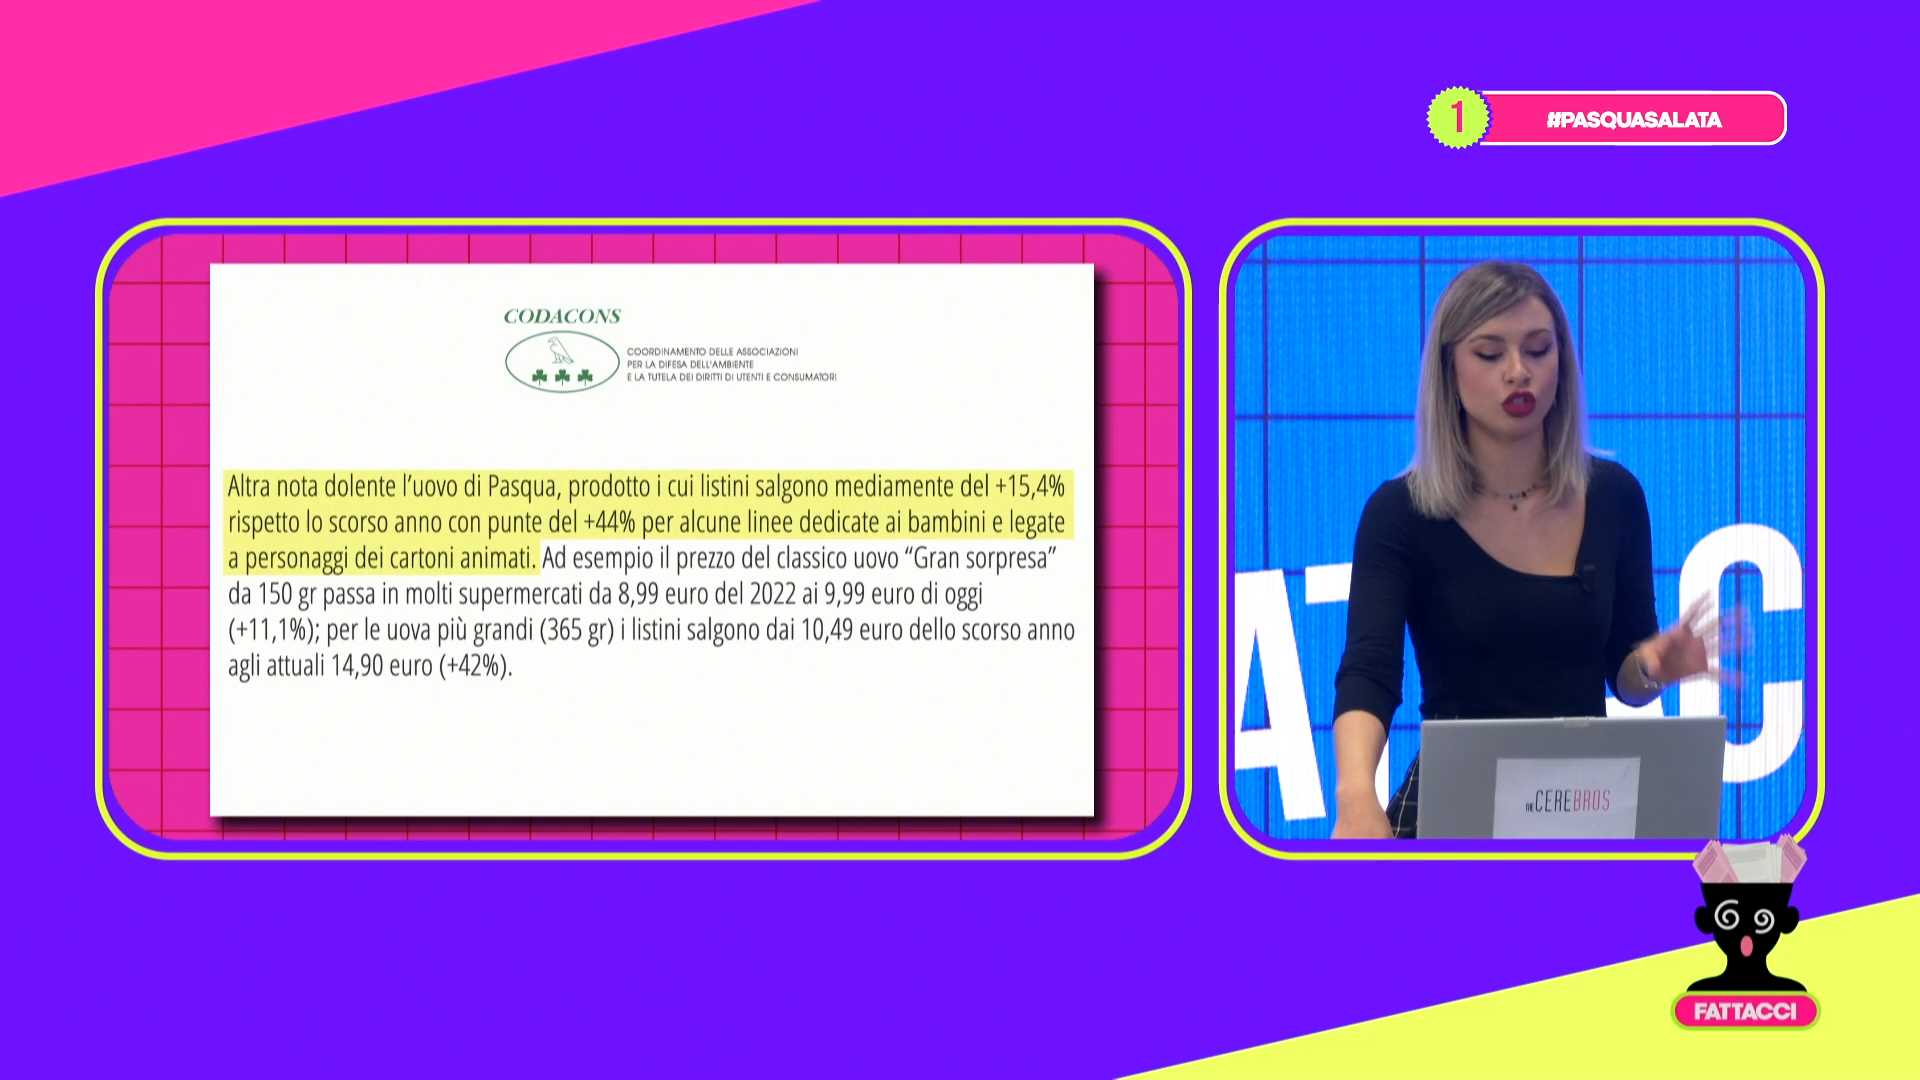 1
#PASQUASALATA
CODACONS
COORDINAMENTO DELLE ASSOCIAZIONI
PER LA DIFESA DELL'AMBIENTE
E LA TUTELA DEI DIRITTI DI UTENTI E CONSUMATORI
Altra nota dolente l’uovo di Pasqua, prodotto i cui listini salgono mediamente del +15,4%
rispetto lo scorso anno con punte del +44% per alcune linee dedicate ai bambini e legate
a personaggi dei cartoni animati. Ad esempio il prezzo del classico uovo “Gran sorpresa”
da 150 gr passa in molti supermercati da 8,99 euro del 2022 ai 9,99 euro di oggi
(+11,1%); per le uova più grandi (365 gr) i listini salgono dai 10,49 euro dello scorso anno
agli attuali 14,90 euro (+42%).
AT AC
THE CEREBROS
FATTACCI